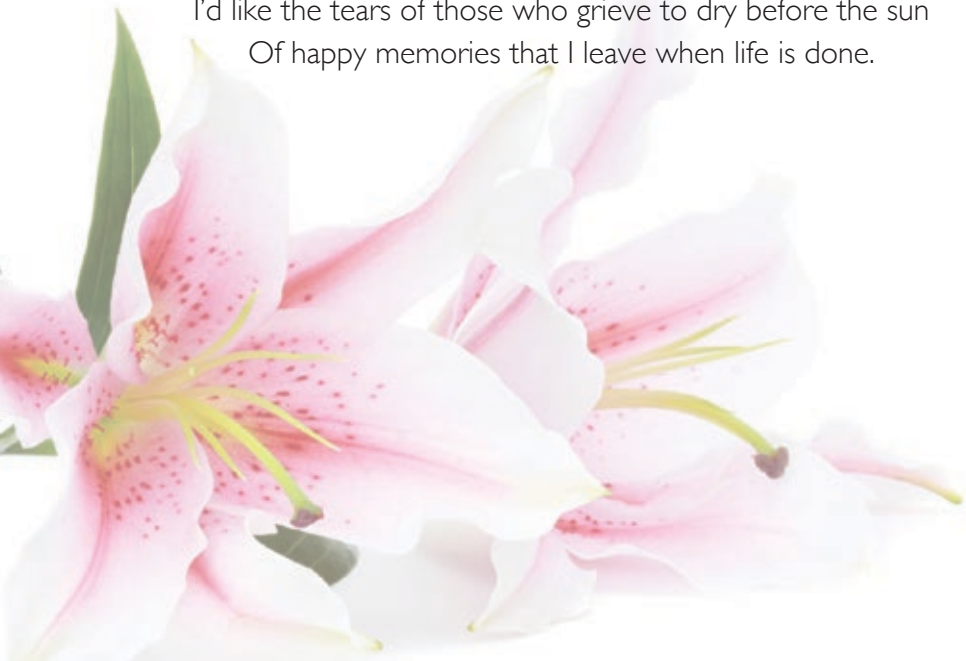 I’d like the tears of those who grieve to dry before the sun
Of happy memories that I leave when life is done.